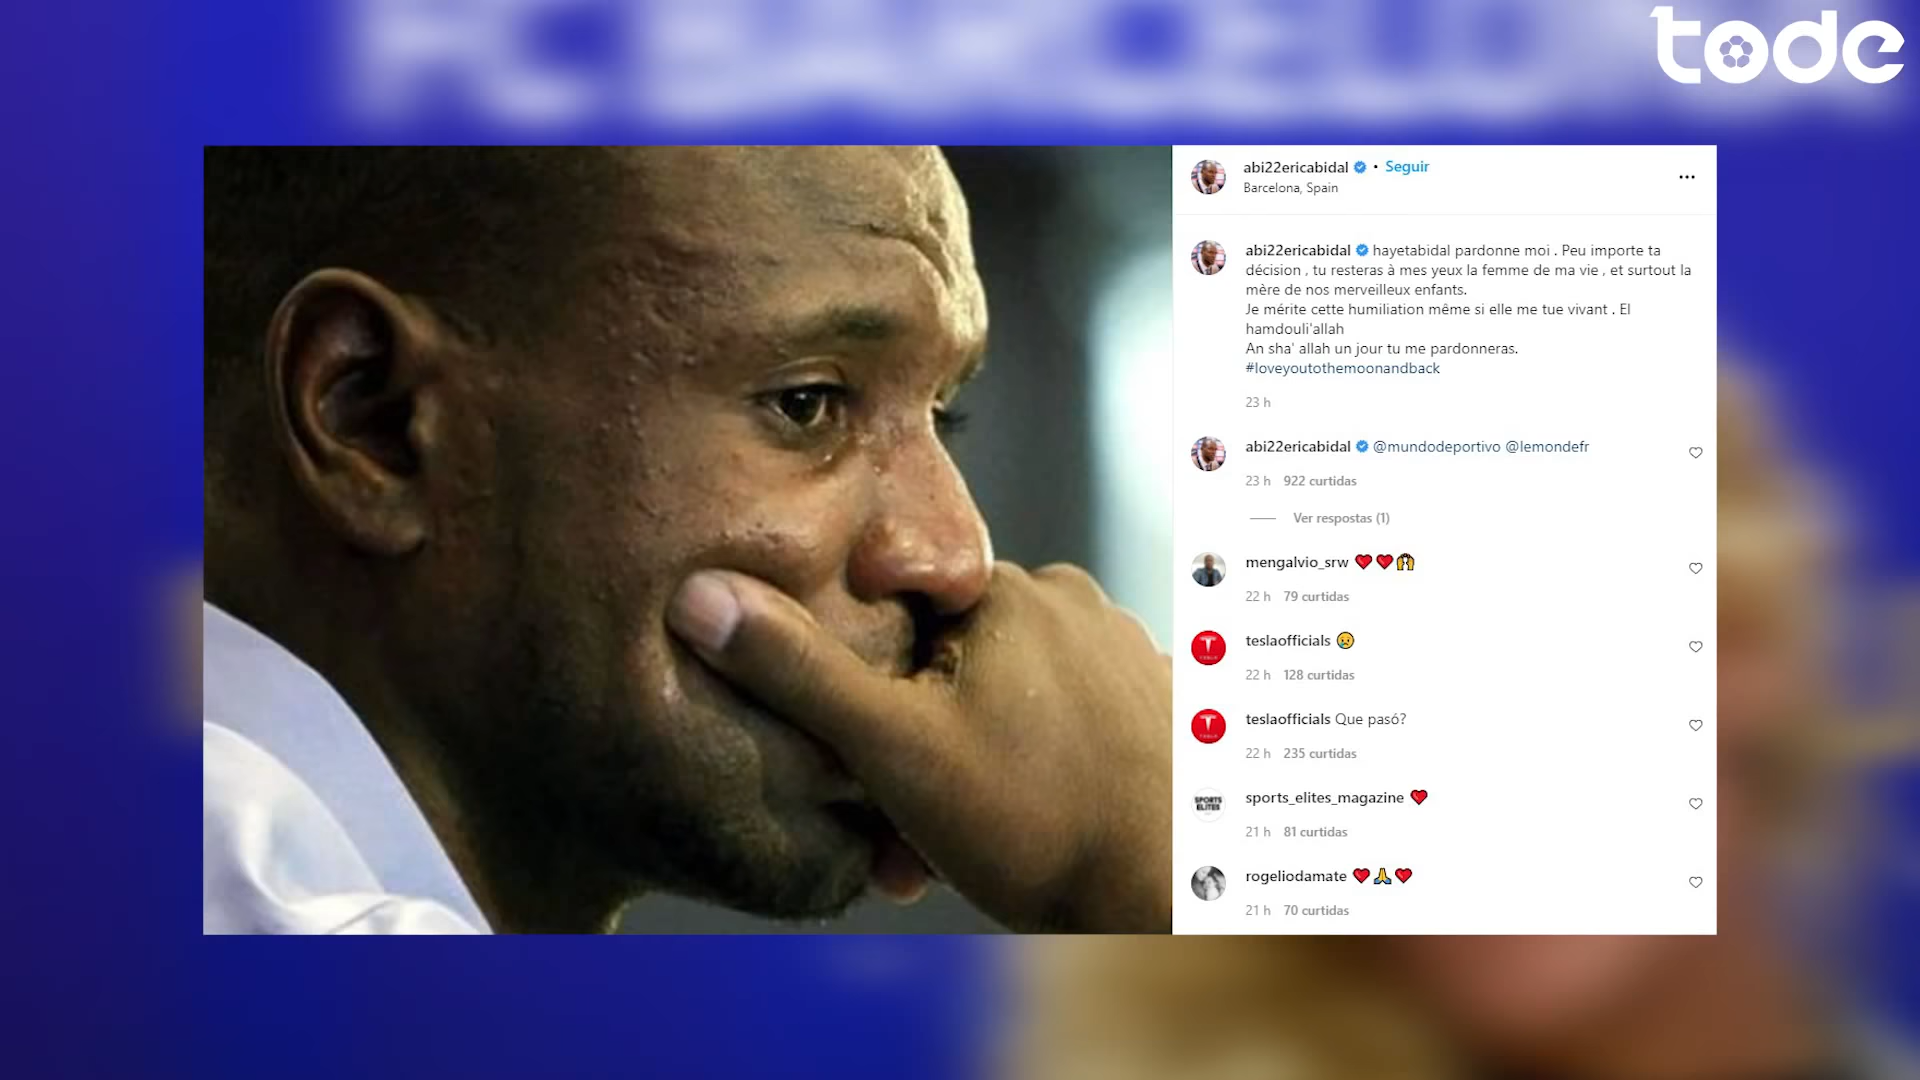 FC BARCELONA
tode
abi22ericabidal • Seguir
Barcelona, Spain
abi22ericabidal hayetabidal pardonne moi . Peu importe ta
décision , tu resteras à mes yeux la femme de ma vie , et surtout la
mère de nos merveilleux enfants.
Je mérite cette humiliation même si elle me tue vivant . El
hamdouli'allah
An sha' allah un jour tu me pardonneras.
#loveyoutothemoonandback
23 h
abi22ericabidal @mundodeportivo @lemondefr
23 h 922 curtidas
Ver respostas (1)
mengalvio_srw ❤️❤️🙌
22 h 79 curtidas
teslaofficials 😢
22 h 128 curtidas
teslaofficials Que pasó?
22 h 235 curtidas
SPORTS
ELITES
sports_elites_magazine ❤️
21 h 81 curtidas
rogeliodamate ❤️🙏❤️
21 h 70 curtidas